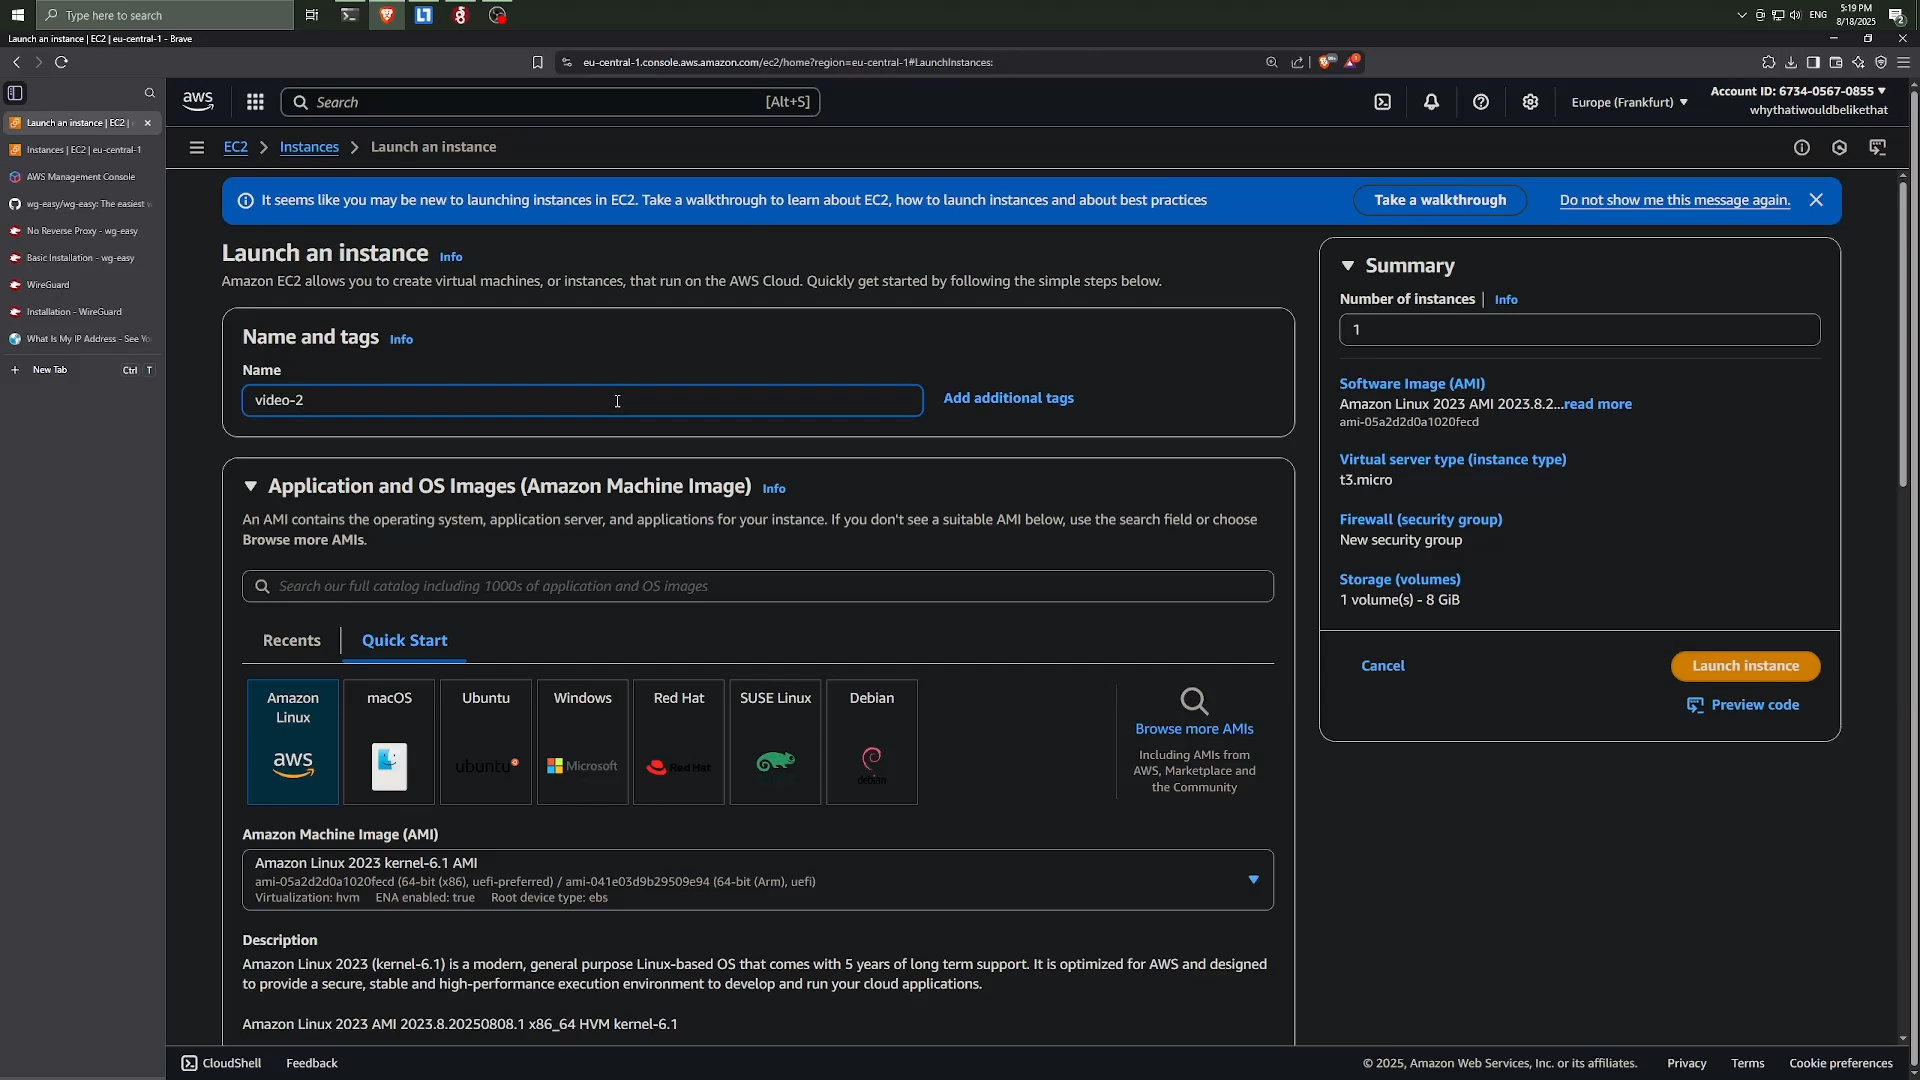 Type here to search
ENG
5:19 PM
8/18/2025
2
Launch an instance | EC2 | eu-central-1 - Brave
eu-central-1.console.aws.amazon.com/ec2/home?region=eu-central-1#LaunchInstances:
Launch an instance | EC2 |
Instances | EC2 | eu-central-1
AWS Management Console
wg-easy/wg-easy: The easiest
No Reverse Proxy - wg-easy
Basic Installation - wg-easy
WireGuard
Installation - WireGuard
What Is My IP Address - See Yo
New Tab
Ctrl T
aws
Search
[Alt+S]
Europe (Frankfurt)
Account ID: 6734-0567-0855
whythatiwouldbelikethat
EC2 > Instances > Launch an instance
It seems like you may be new to launching instances in EC2. Take a walkthrough to learn about EC2, how to launch instances and about best practices
Take a walkthrough
Do not show me this message again.
Launch an instance Info
Amazon EC2 allows you to create virtual machines, or instances, that run on the AWS Cloud. Quickly get started by following the simple steps below.
Name and tags Info
Name
video-2
Add additional tags
Application and OS Images (Amazon Machine Image) Info
An AMI contains the operating system, application server, and applications for your instance. If you don't see a suitable AMI below, use the search field or choose
Browse more AMIs.
Search our full catalog including 1000s of application and OS images
Recents
Quick Start
Amazon
Linux
aws
macOS
Ubuntu
ubuntu
Windows
Microsoft
Red Hat
Red Hat
SUSE Linux
Debian
debian
Browse more AMIs
Including AMIs from
AWS, Marketplace and
the Community
Amazon Machine Image (AMI)
Amazon Linux 2023 kernel-6.1 AMI
ami-05a2d2d0a1020fecd (64-bit (x86), uefi-preferred) / ami-041e03d9b29509e94 (64-bit (Arm), uefi)
Virtualization: hvm ENA enabled: true Root device type: ebs
Description
Amazon Linux 2023 (kernel-6.1) is a modern, general purpose Linux-based OS that comes with 5 years of long term support. It is optimized for AWS and designed
to provide a secure, stable and high-performance execution environment to develop and run your cloud applications.
Amazon Linux 2023 AMI 2023.8.20250808.1 x86_64 HVM kernel-6.1
Summary
Number of instances | Info
1
Software Image (AMI)
Amazon Linux 2023 AMI 2023.8.2...read more
ami-05a2d2d0a1020fecd
Virtual server type (instance type)
t3.micro
Firewall (security group)
New security group
Storage (volumes)
1 volume(s) - 8 GiB
Cancel
Launch instance
Preview code
CloudShell
Feedback
© 2025, Amazon Web Services, Inc. or its affiliates.
Privacy
Terms
Cookie preferences